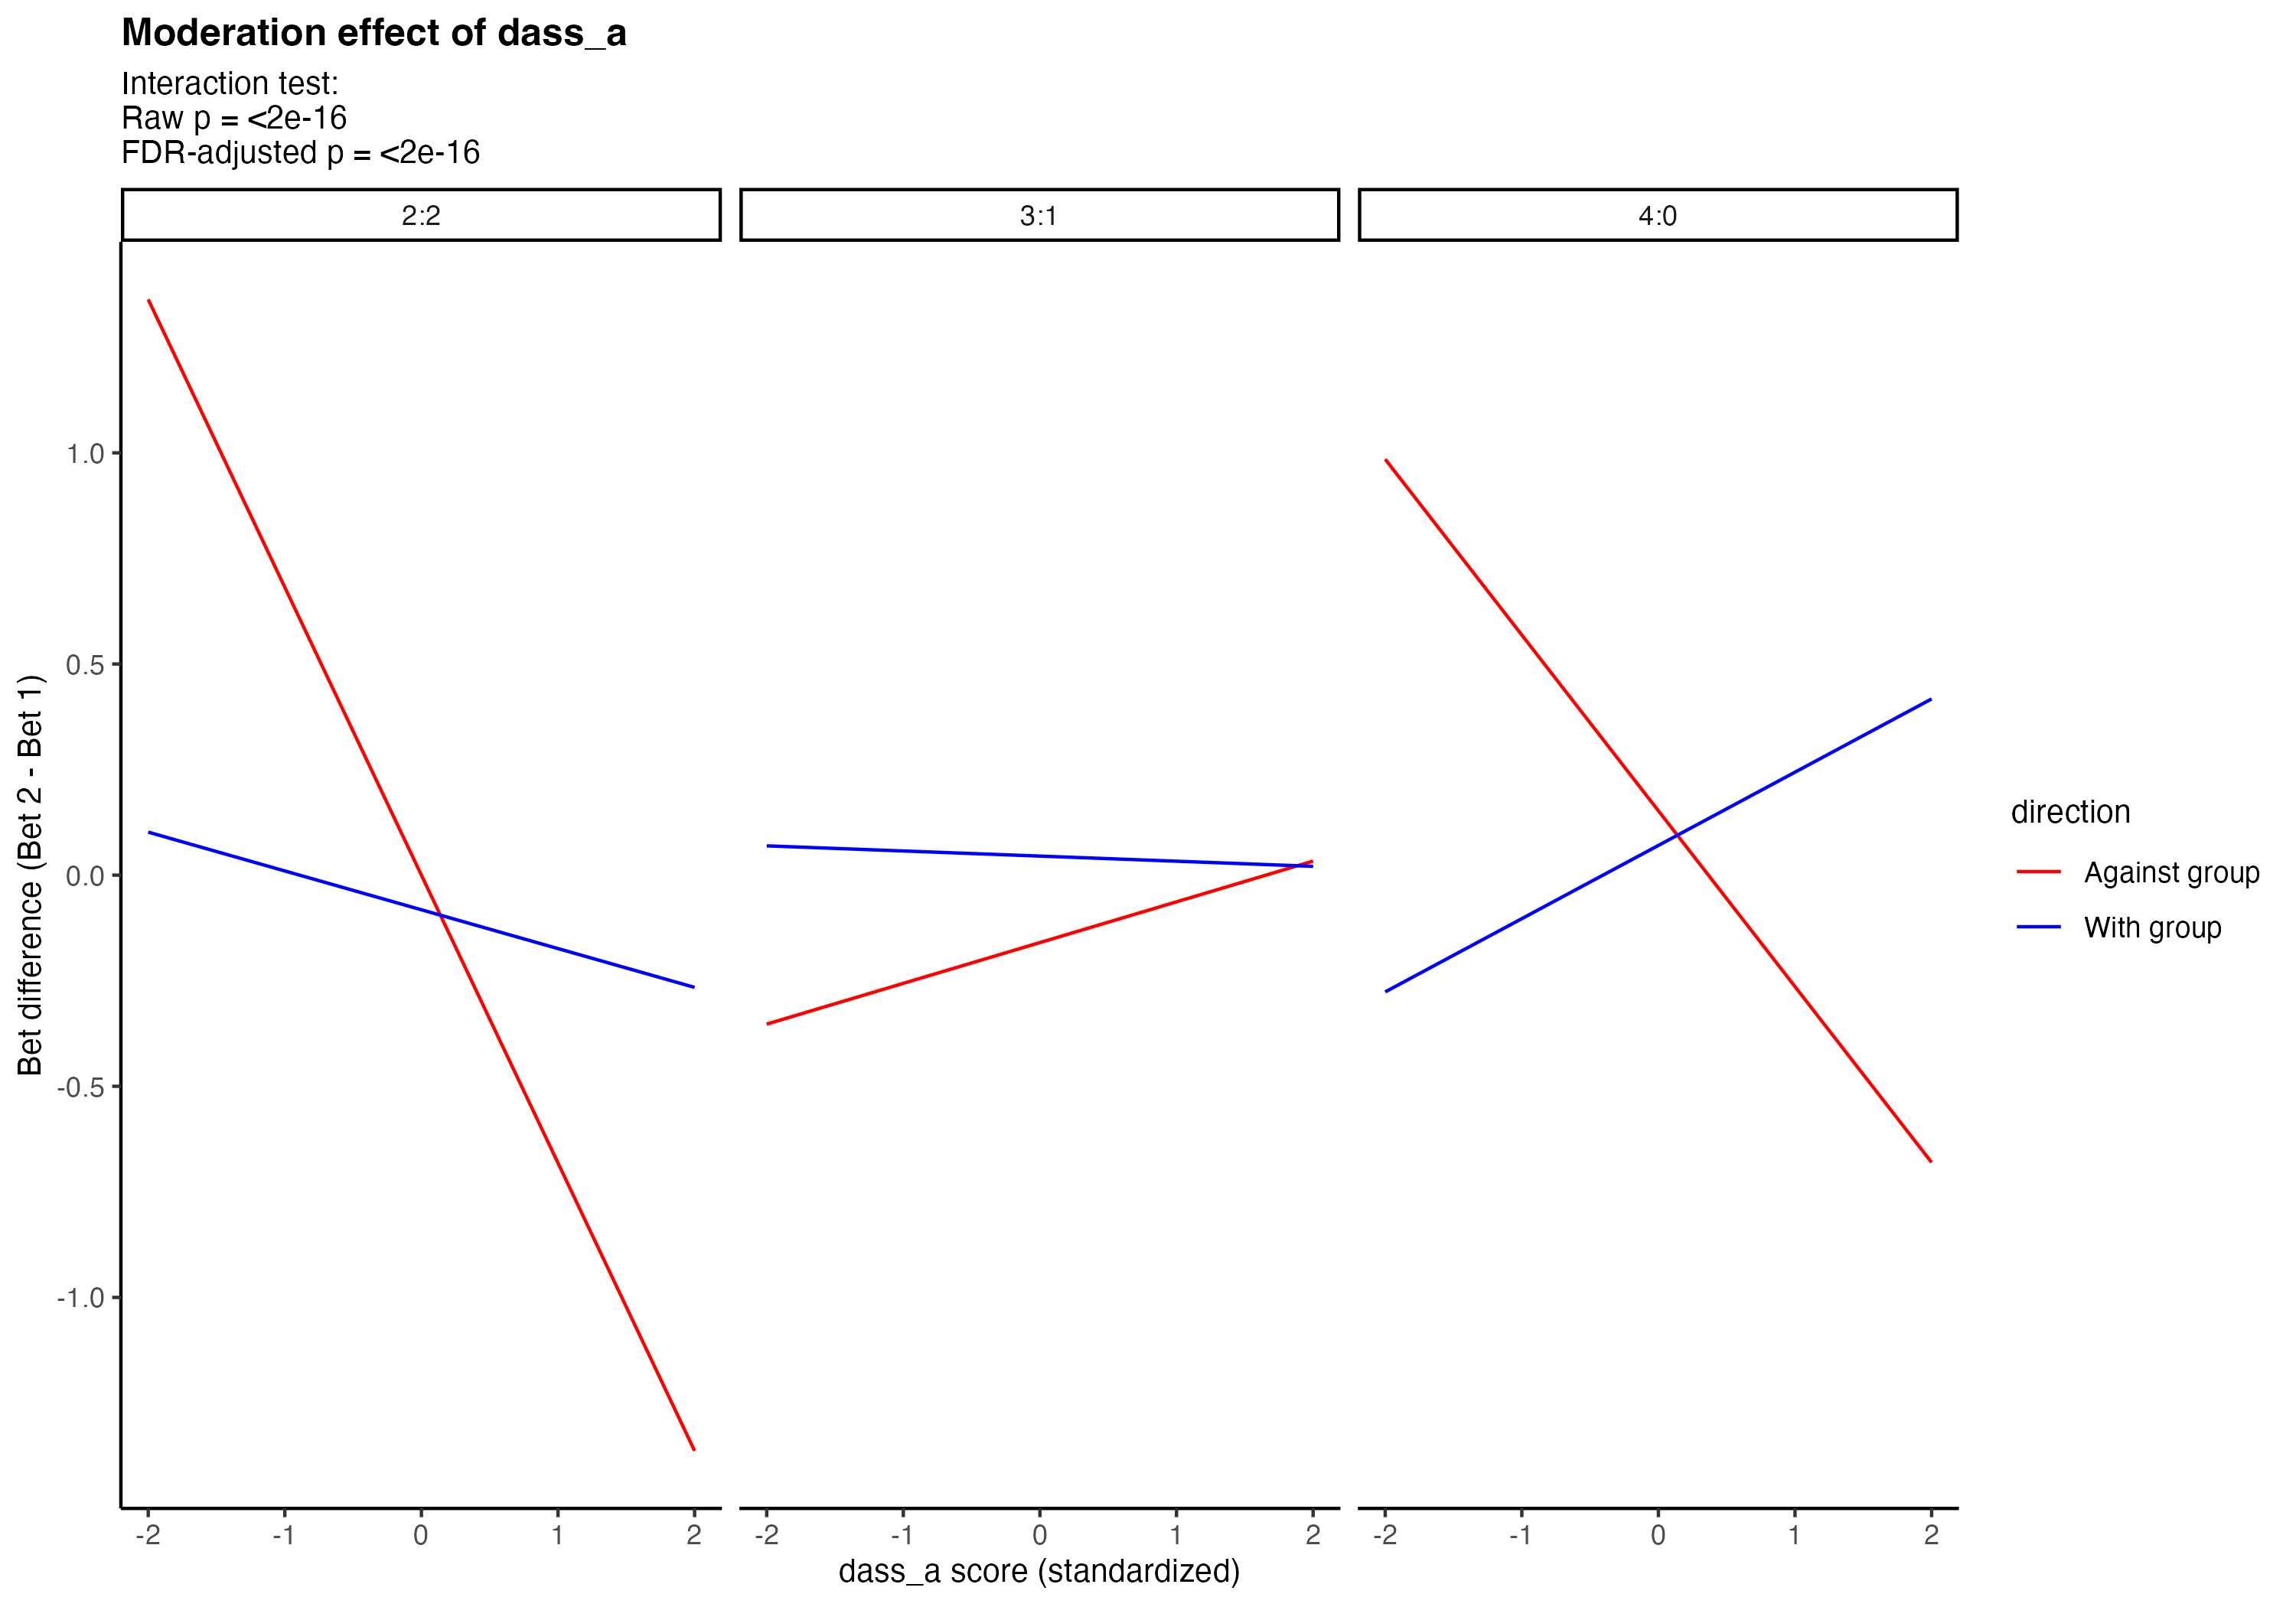 Moderation effect of dass_a
Interaction test:
Raw p = <2e-16
FDR-adjusted p = <2e-16
2:2
3:1
4:0
Bet difference (Bet 2 - Bet 1)
1.0
0.5
0.0
-0.5
-1.0
-2 -1 0 1 2
-2 -1 0 1 2
-2 -1 0 1 2
dass_a score (standardized)
direction
Against group
With group